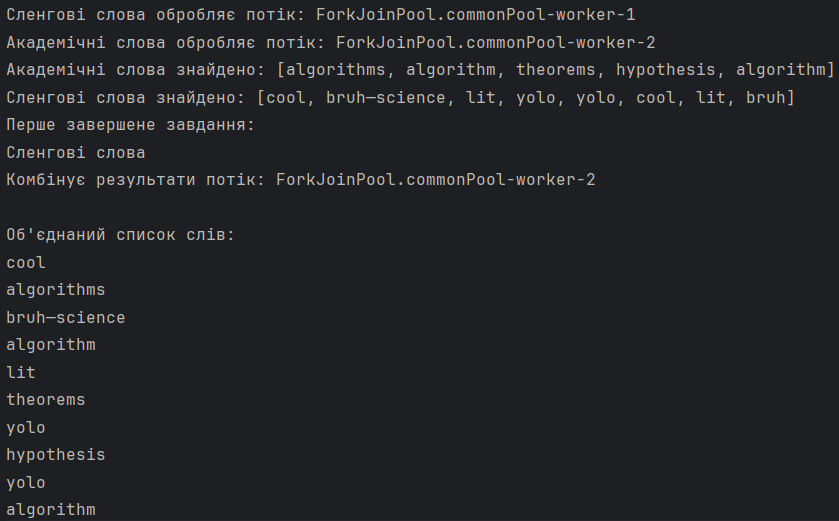 Сленгові слова обробляє потік: ForkJoinPool.commonPool-worker-1
Академічні слова обробляє потік: ForkJoinPool.commonPool-worker-2
Академічні слова знайдено: [algorithms, algorithm, theorems, hypothesis, algorithm]
Сленгові слова знайдено: [cool, bruh—science, lit, yolo, yolo, cool, lit, bruh]
Перше завершене завдання:
Сленгові слова
Комбінує результати потік: ForkJoinPool.commonPool-worker-2
Об'єднаний список слів:
cool
algorithms
bruh—science
algorithm
lit
theorems
yolo
hypothesis
yolo
algorithm